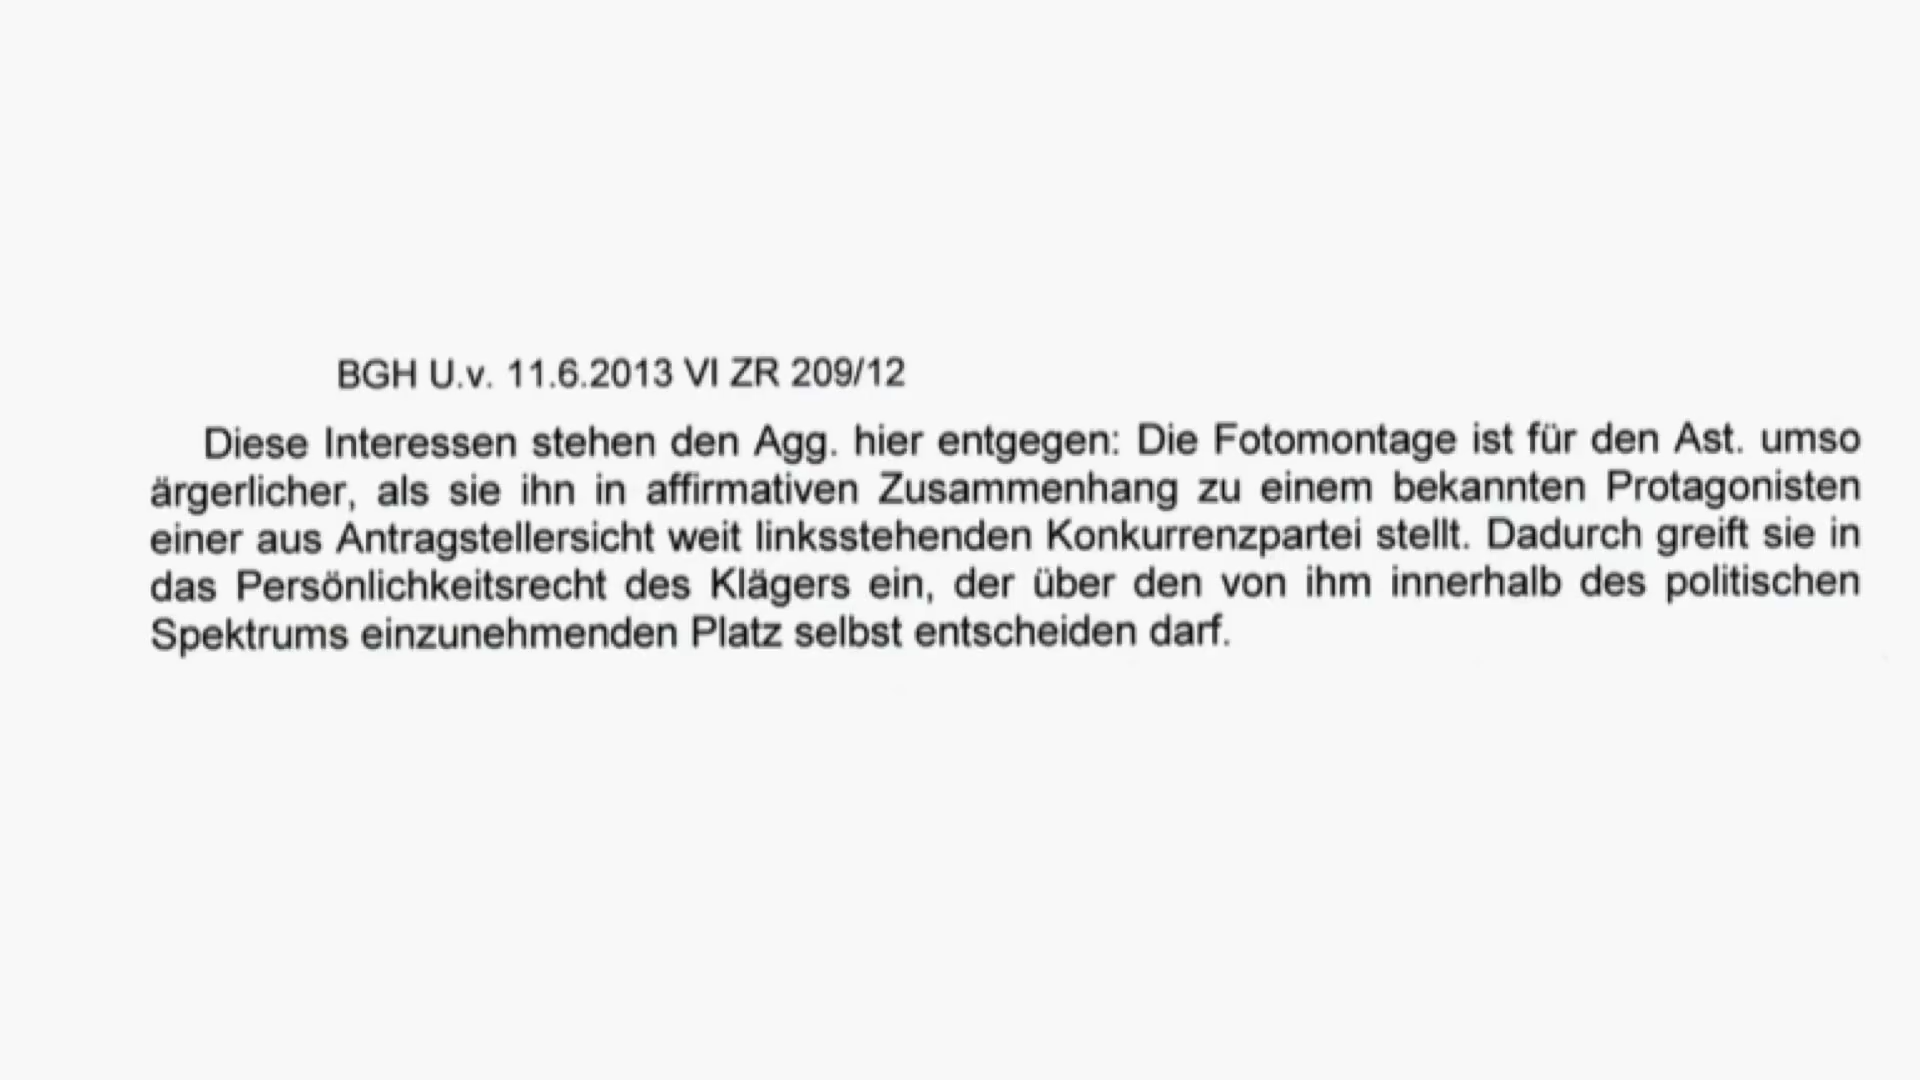 BGH U.v. 11.6.2013 VI ZR 209/12
Diese Interessen stehen den Agg. hier entgegen: Die Fotomontage ist für den Ast. umso
ärgerlicher, als sie ihn in affirmativen Zusammenhang zu einem bekannten Protagonisten
einer aus Antragstellersicht weit linksstehenden Konkurrenzpartei stellt. Dadurch greift sie in
das Persönlichkeitsrecht des Klägers ein, der über den von ihm innerhalb des politischen
Spektrums einzunehmenden Platz selbst entscheiden darf.